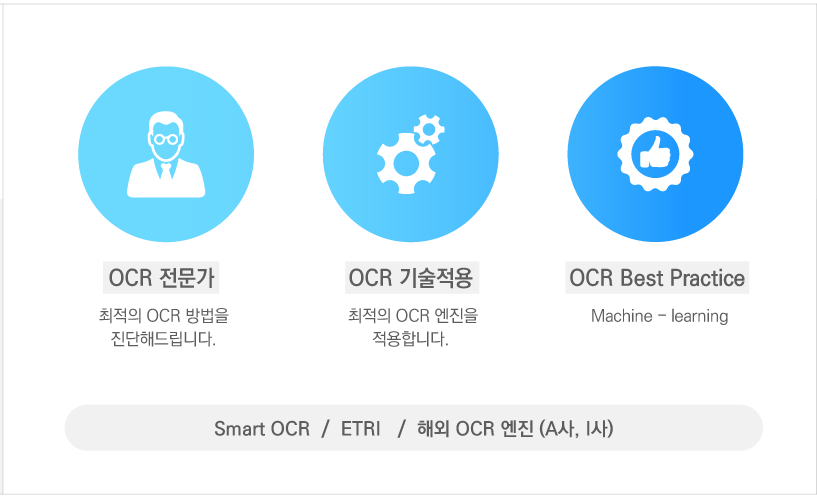 OCR 전문가
최적의 OCR 방법을
진단해드립니다.
OCR 기술적용
최적의 OCR 엔진을
적용합니다.
OCR Best Practice
Machine - learning
Smart OCR / ETRI / 해외 OCR 엔진 (A사, I사)